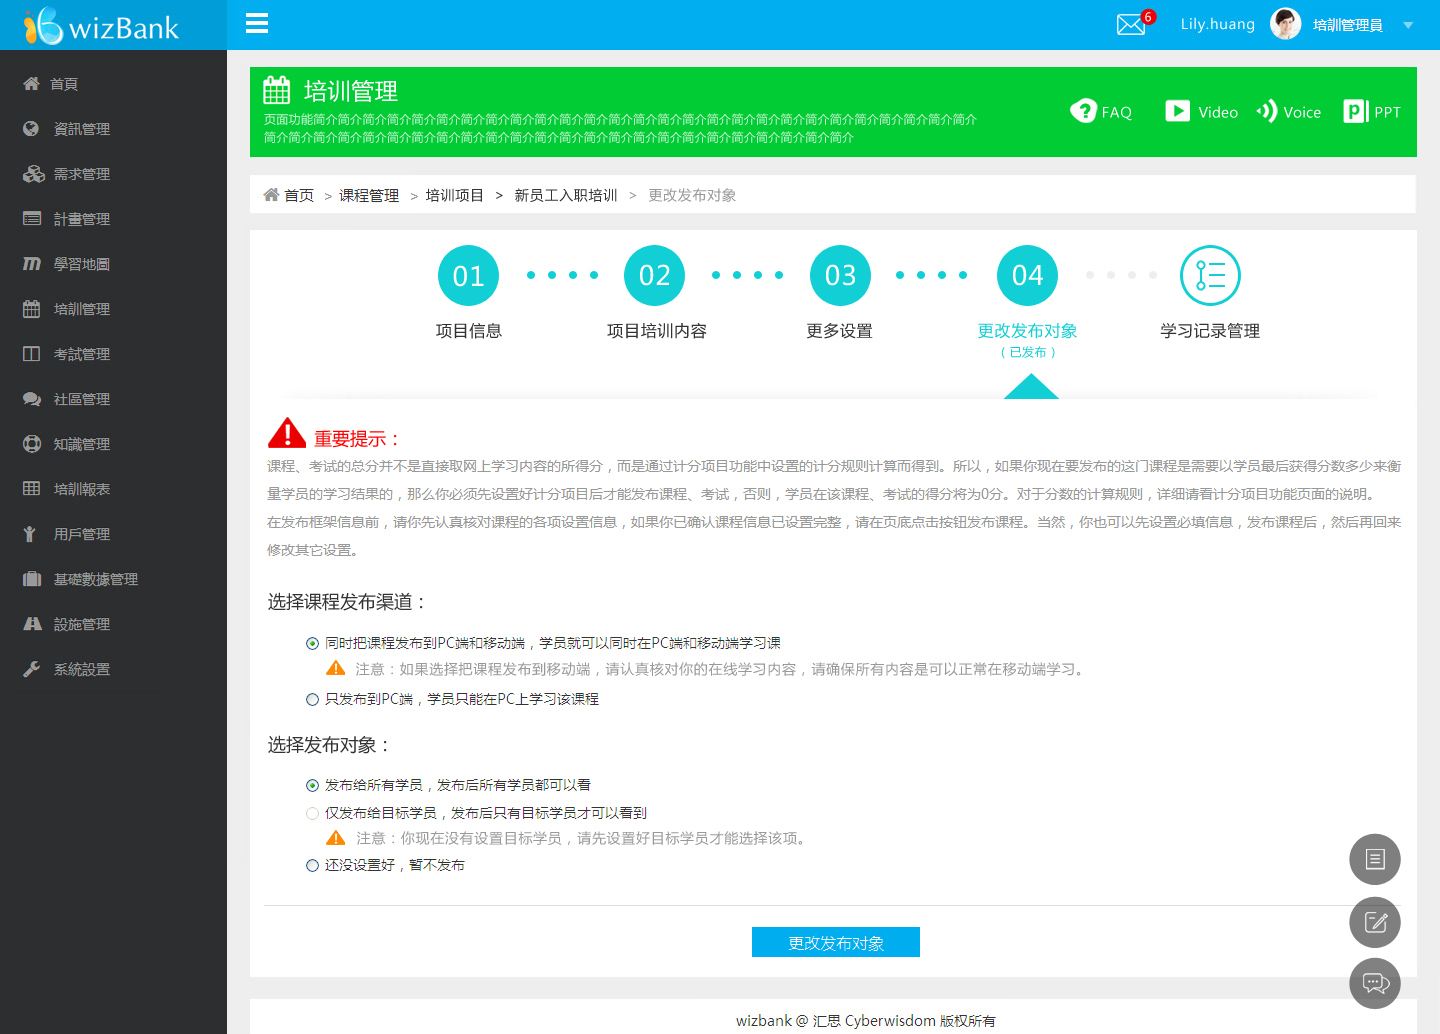 wizBank
6
Lily.huang
培訓管理員
首頁
資訊管理
需求管理
計畫管理
學習地圖
培訓管理
考試管理
社區管理
知識管理
培訓報表
用戶管理
基礎數據管理
設施管理
系統設置
培训管理
页面功能简介简介简介简介简介简介简介简介简介简介简介简介简介简介简介简介简介简介简介简介简介简介简介简介简介简介简介
简介简介简介简介简介简介简介简介简介简介简介简介简介简介简介简介简介简介简介简介简介简介简介简介
FAQ
Video
Voice
PPT
首页 > 课程管理 > 培训项目 > 新员工入职培训 > 更改发布对象
01
02
03
04
项目信息
项目培训内容
更多设置
更改发布对象
（已发布）
学习记录管理
重要提示：
课程、考试的总分并不是直接取网上学习内容的所得分，而是通过计分项目功能中设置的计分规则计算而得到。所以，如果你现在要发布的这门课程是需要以学员最后获得分数多少来衡
量学员的学习结果的，那么你必须先设置好计分项目后才能发布课程、考试，否则，学员在该课程、考试的得分将为0分。对于分数的计算规则，详细请看计分项目功能页面的说明。
在发布框架信息前，请你先认真核对课程的各项设置信息，如果你已确认课程信息已设置完整，请在页底点击按钮发布课程。当然，你也可以先设置必填信息，发布课程后，然后再回来
修改其它设置。
选择课程发布渠道：
同时把课程发布到PC端和移动端，学员就可以同时在PC端和移动端学习课
注意：如果选择把课程发布到移动端，请认真核对你的在线学习内容，请确保所有内容是可以正常在移动端学习。
只发布到PC端，学员只能在PC上学习该课程
选择发布对象：
发布给所有学员，发布后所有学员都可以看
仅发布给目标学员，发布后只有目标学员才可以看到
注意：你现在没有设置目标学员，请先设置好目标学员才能选择该项。
还没设置好，暂不发布
更改发布对象
wizbank @ 汇思 Cyberwisdom 版权所有